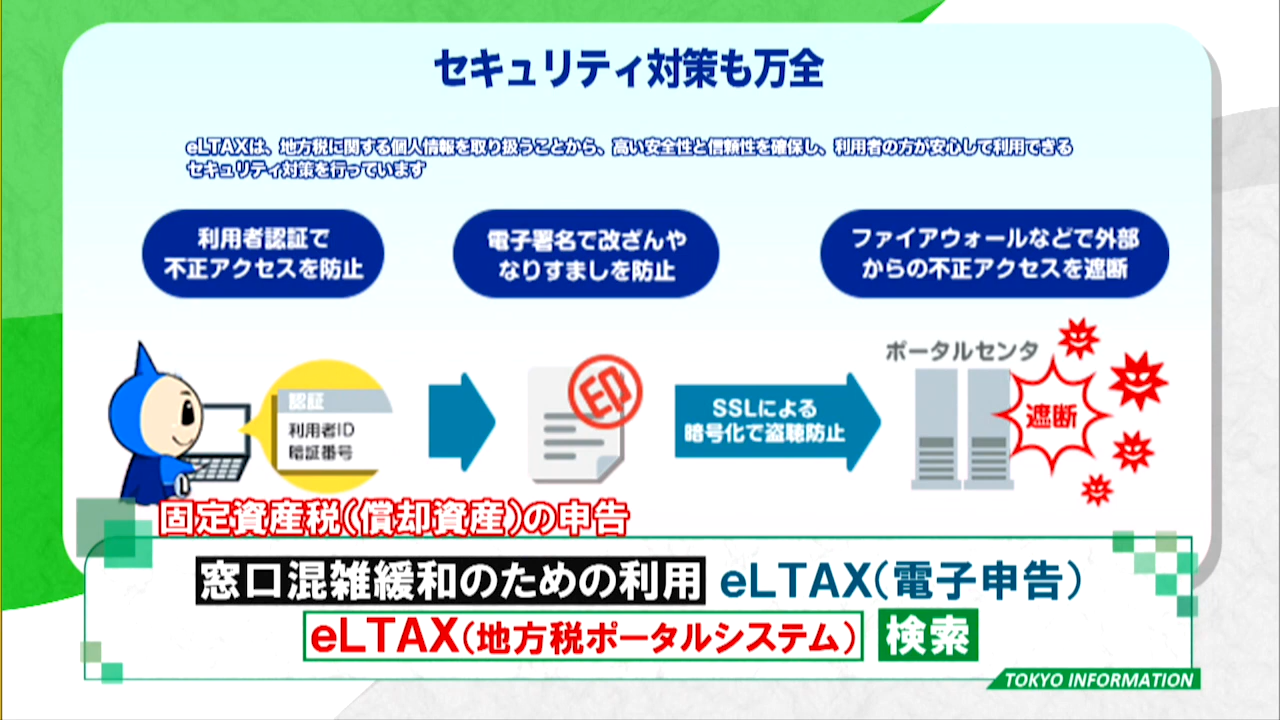 セキュリティ対策も万全
eLTAXは、地方税に関する個人情報を取り扱うことから、高い安全性と信頼性を確保し、利用者の方が安心して利用できる
セキュリティ対策を行っています
利用者認証で
不正アクセスを防止
電子署名で改ざんや
なりすましを防止
ファイアウォールなどで外部
からの不正アクセスを遮断
認証
利用者ID
暗証番号
印
SSLによる
暗号化で盗聴防止
ポータルセンタ
遮断
固定資産税(償却資産)の申告
窓口混雑緩和のための利用 eLTAX(電子申告)
eLTAX(地方税ポータルシステム) 検索
TOKYO INFORMATION